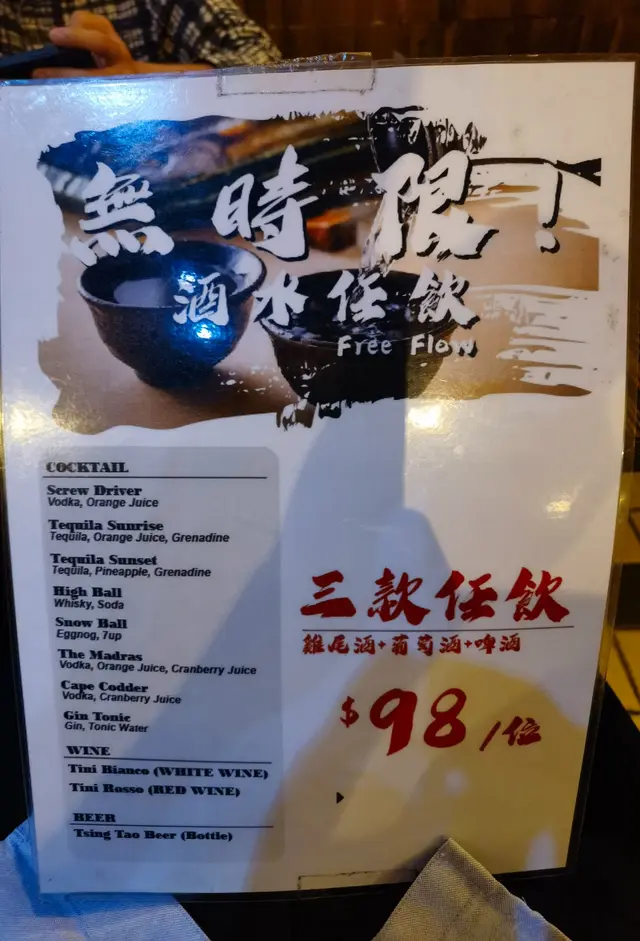 無時限!
酒水任飲
Free Flow
COCKTAIL
Screw Driver
Vodka, Orange Juice
Tequila Sunrise
Tequila, Orange Juice, Grenadine
Tequila Sunset
Tequila, Pineapple, Grenadine
High Ball
Whisky, Soda
Snow Ball
Eggnog, 7up
The Madras
Vodka, Orange Juice, Cranberry Juice
Cape Codder
Vodka, Cranberry Juice
Gin Tonic
Gin, Tonic Water
WINE
Tini Bianco (WHITE WINE)
Tini Rosso (RED WINE)
BEER
Tsing Tao Beer (Bottle)
三款任飲
雞尾酒+葡萄酒+啤酒
$98/位